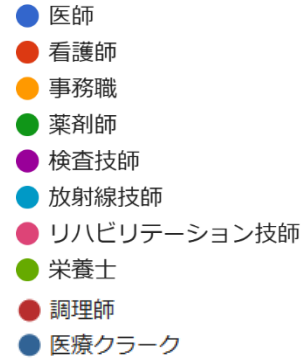 医師
看護師
事務職
薬剤師
検査技師
放射線技師
リハビリテーション技師
栄養士
調理師
医療クラーク